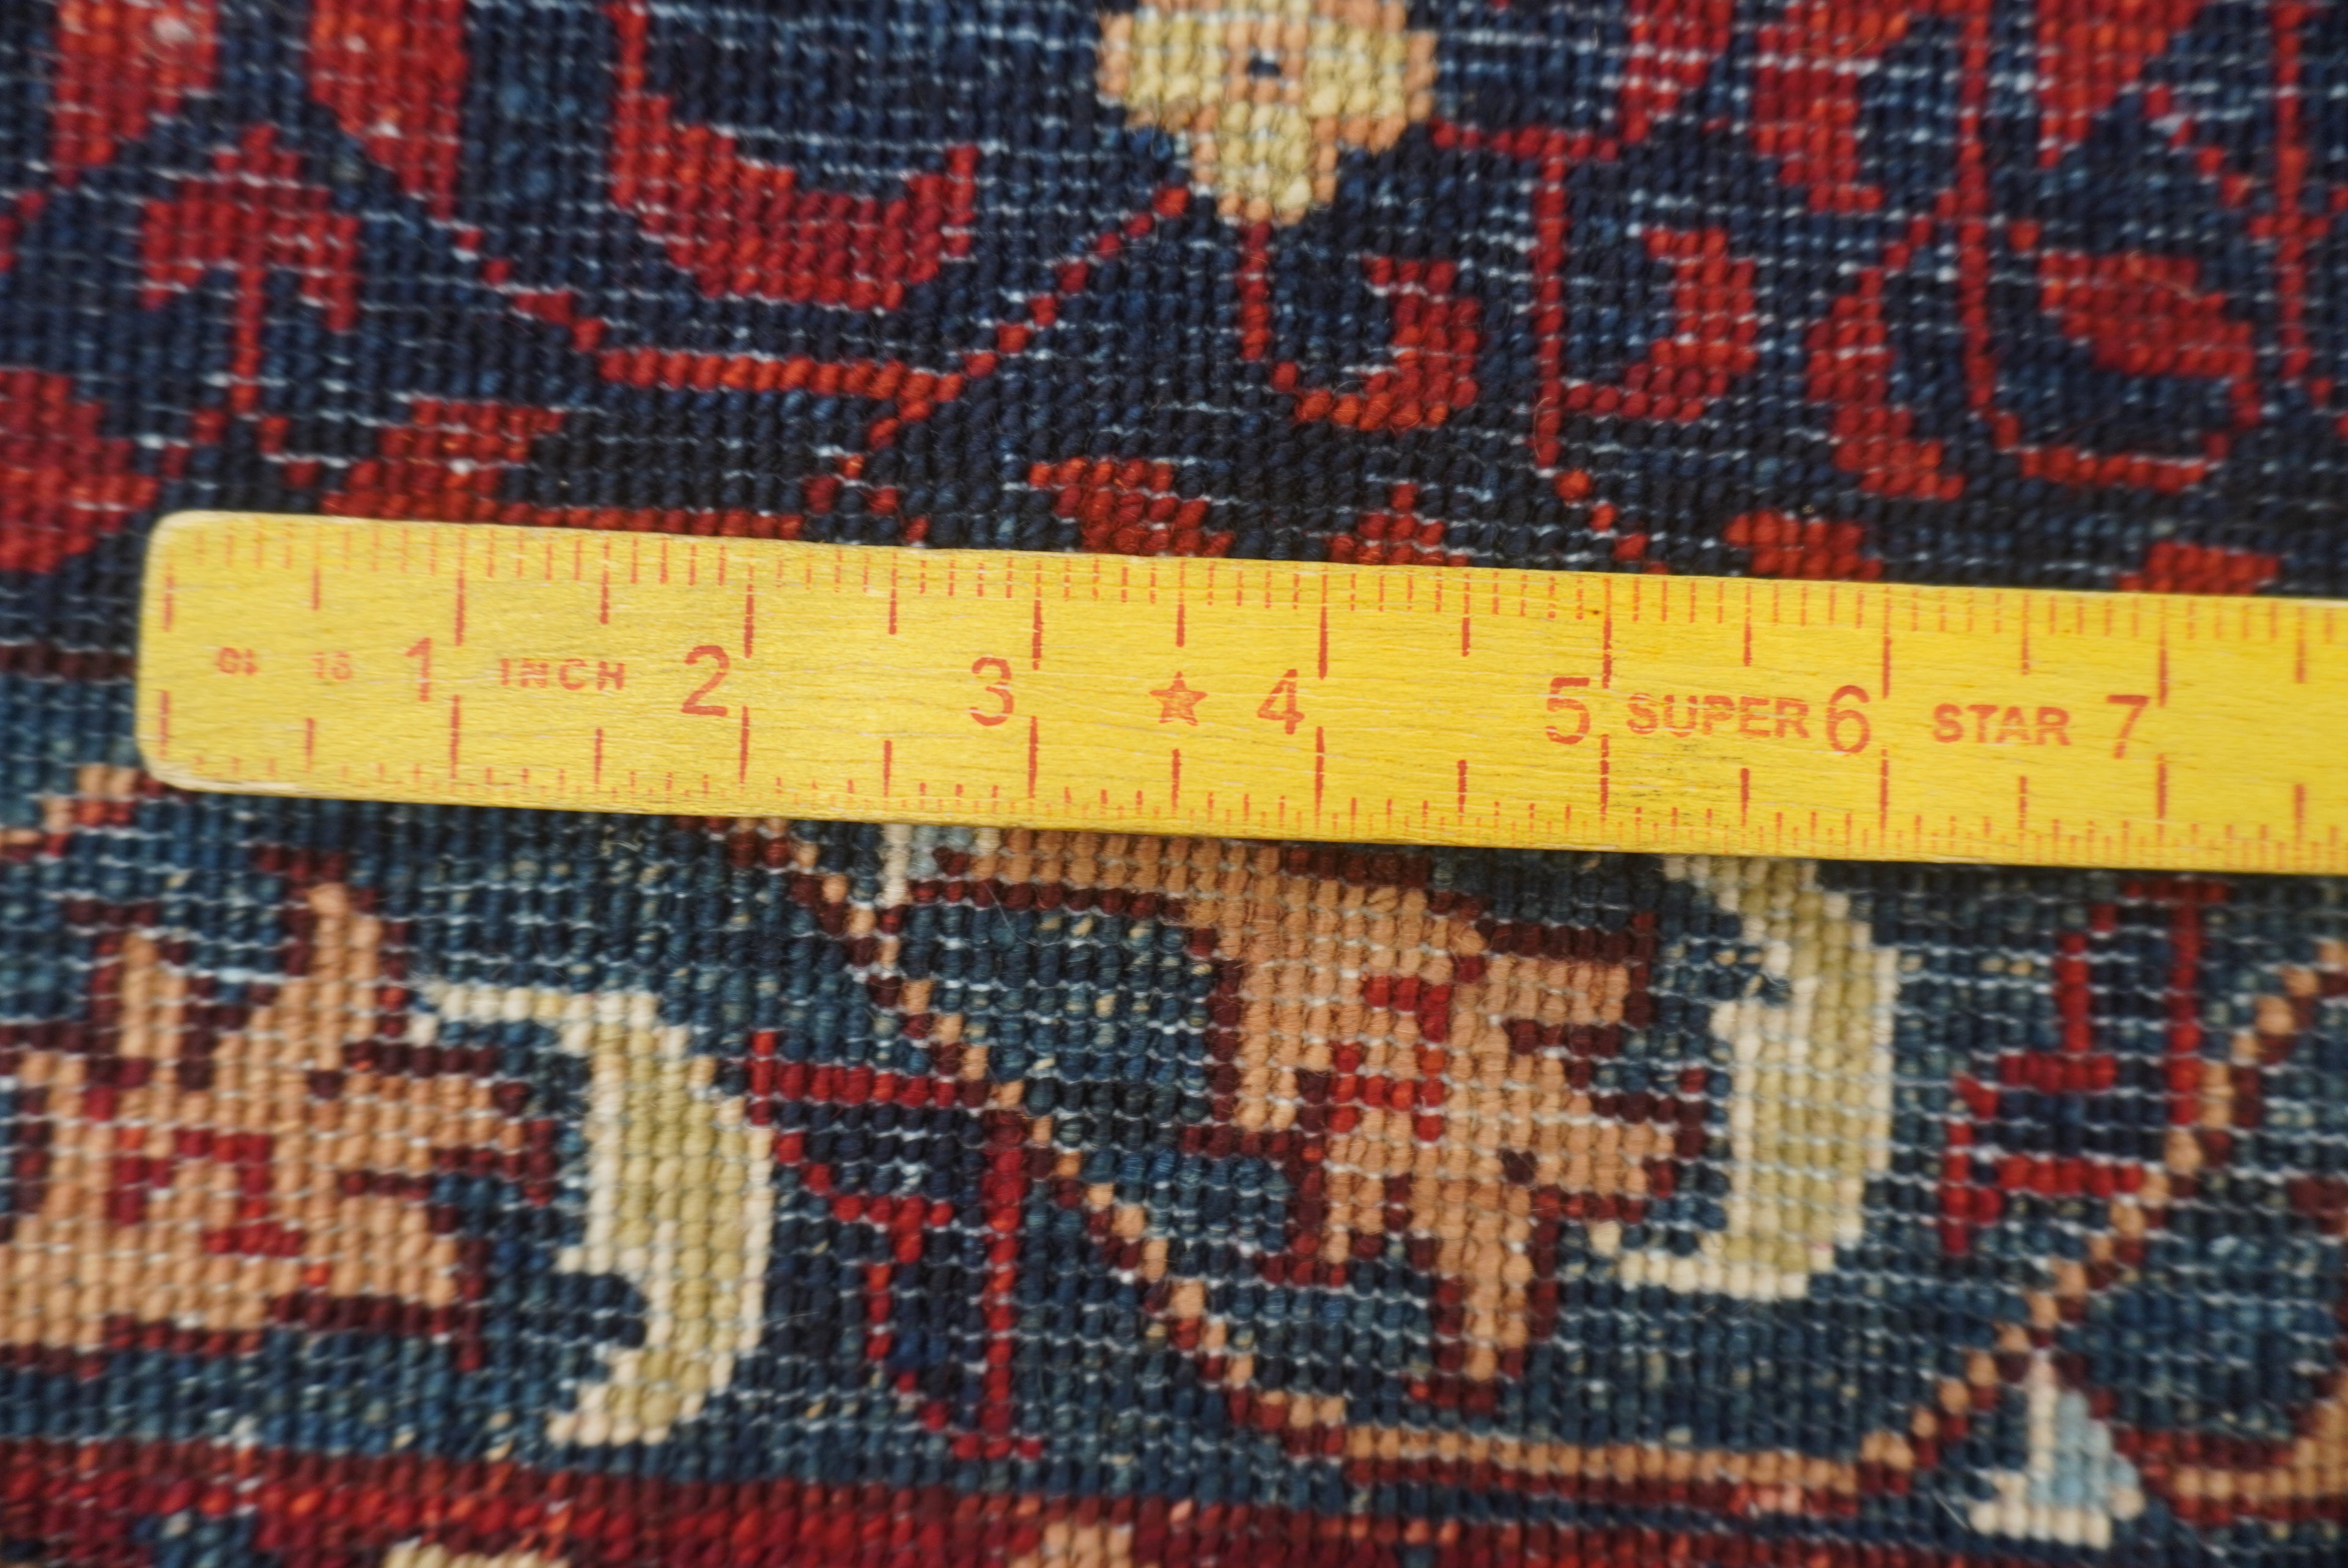 1 INCH 2 3 ★ 4 5 SUPER 6 STAR 7